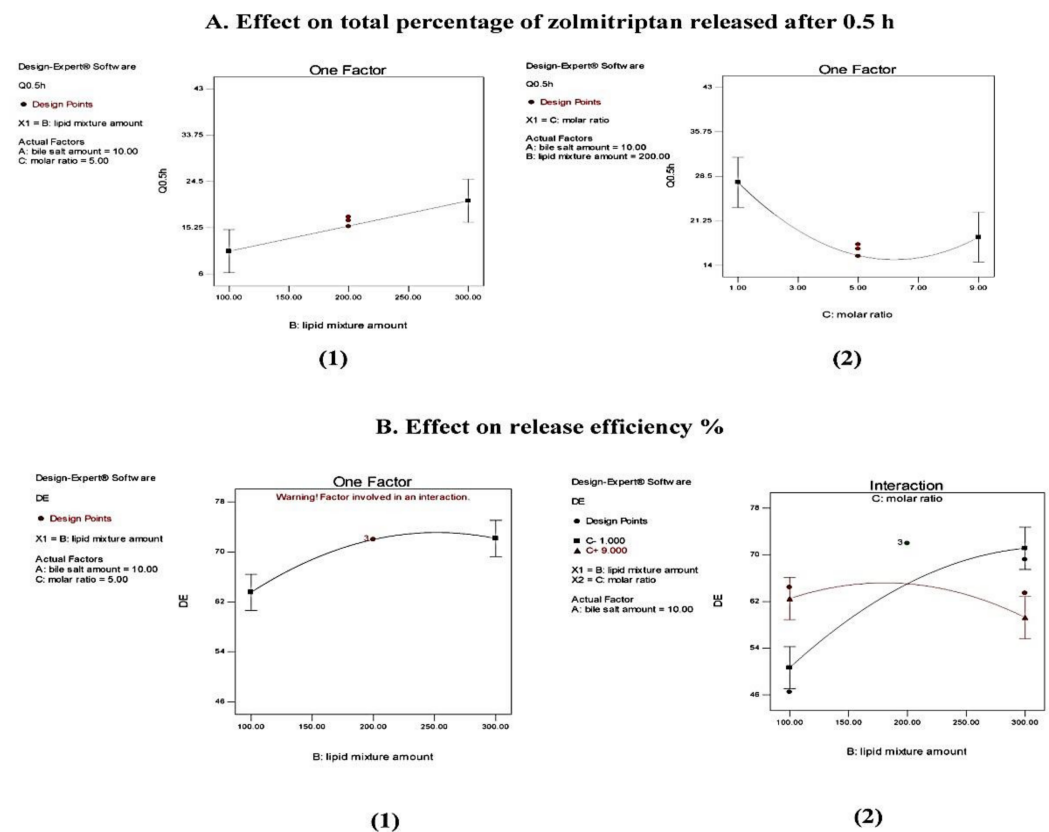 A. Effect on total percentage of zolmitriptan released after 0.5 h
Design-Expert® Software
Q0.5h
Design Points
X1 = B: lipid mixture amount
Actual Factors
A: bile salt amount = 10.00
C: molar ratio = 5.00
One Factor
43
33.75
24.5
15.25
6
Q0.5h
100.00 150.00 200.00 250.00 300.00
B: lipid mixture amount
(1)
Design-Expert® Software
Q0.5h
Design Points
X1 = C: molar ratio
Actual Factors
A: bile salt amount = 10.00
B: lipid mixture amount = 200.00
One Factor
43
35.75
28.5
21.25
14
Q0.5h
1.00 3.00 5.00 7.00 9.00
C: molar ratio
(2)
B. Effect on release efficiency %
Design-Expert® Software
DE
Design Points
X1 = B: lipid mixture amount
Actual Factors
A: bile salt amount = 10.00
C: molar ratio = 5.00
One Factor
Warning! Factor involved in an interaction.
78
70
62
54
46
DE
3
100.00 150.00 200.00 250.00 300.00
B: lipid mixture amount
(1)
Design-Expert® Software
DE
Design Points
C- 1.000
C+ 9.000
X1 = B: lipid mixture amount
X2 = C: molar ratio
Actual Factor
A: bile salt amount = 10.00
Interaction
C: molar ratio
78
70
62
54
46
DE
3
100.00 150.00 200.00 250.00 300.00
B: lipid mixture amount
(2)